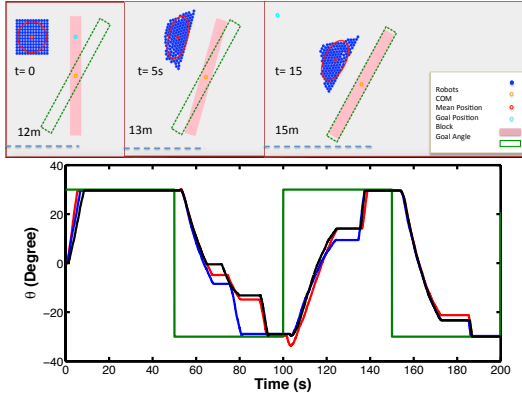 t= 0
12m
t= 5s
13m
t= 15
15m
Robots
COM
Mean Position
Goal Position
Block
Goal Angle
40
20
0
-20
-40
θ (Degree)
0 20 40 60 80 100 120 140 160 180 200
Time (s)